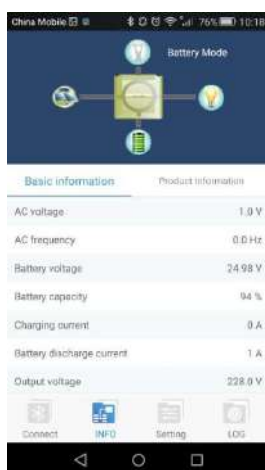 China Mobile 76% 10:18
Battery Mode
Basic information Product Information
AC voltage 1.0 V
AC frequency 0.0 Hz
Battery voltage 24.98 V
Battery capacity 94 %
Charging current 0 A
Battery discharge current 1 A
Output voltage 228.0 V
Connect INFO Setting LOG